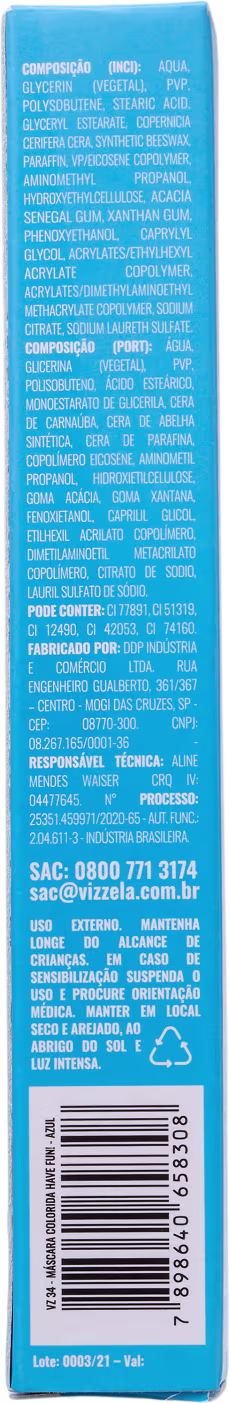 COMPOSIÇÃO (INCI): AQUA,
GLYCERIN (VEGETAL), PVP,
POLYSOBUTENE, STEARIC ACID,
GLYCERYL ESTEARATE, COPERNICIA
CERIFERA CERA, SYNTHETIC BEESWAX,
PARAFFIN, VP/EICOSENE COPOLYMER,
AMINOMETHYL PROPANOL,
HYDROXYETHYLCELLULOSE, ACACIA
SENEGAL GUM, XANTHAN GUM,
PHENOXYETHANOL, CAPRYLYL
GLYCOL, ACRYLATES/ETHYLHEXYL
ACRYLATE COPOLYMER,
ACRYLATES/DIMETHYLAMINOETHYL
METHACRYLATE COPOLYMER, SODIUM
CITRATE, SODIUM LAURETH SULFATE.
COMPOSIÇÃO (PORT): ÁGUA,
GLICERINA (VEGETAL), PVP,
POLISOBUTENO, ÁCIDO ESTEÁRICO,
MONOESTARATO DE GLICERILA, CERA
DE CARNAÚBA, CERA DE ABELHA
SINTÉTICA, CERA DE PARAFINA,
COPOLÍMERO EICOSENE, AMINOMETIL
PROPANOL, HIDROXIETILCELULOSE,
GOMA ACÁCIA, GOMA XANTANA,
FENOXIETANOL, CAPRILIL GLICOL,
ETILHEXIL ACRILATO COPOLÍMERO,
DIMETILAMINOETIL METACRILATO
COPOLÍMERO, CITRATO DE SODIO,
LAURIL SULFATO DE SÓDIO.
PODE CONTER: CI 77891, CI 51319,
CI 12490, CI 42053, CI 74160.
FABRICADO POR: DDP INDÚSTRIA
E COMÉRCIO LTDA. RUA
ENGENHEIRO GUALBERTO, 361/367
– CENTRO - MOGI DAS CRUZES, SP -
CEP: 08770-300. CNPJ:
08.267.165/0001-36 -
RESPONSÁVEL TÉCNICA: ALINE
MENDES WAISER CRQ IV:
04477645. N° PROCESSO:
25351.459971/2020-65 - AUT. FUNC.:
2.04.611-3 - INDÚSTRIA BRASILEIRA.
SAC: 0800 771 3174
sac@vizzela.com.br
USO EXTERNO. MANTENHA
LONGE DO ALCANCE DE
CRIANÇAS. EM CASO DE
SENSIBILIZAÇÃO SUSPENDA O
USO E PROCURE ORIENTAÇÃO
MÉDICA. MANTER EM LOCAL
SECO E AREJADO, AO
ABRIGO DO SOL E
LUZ INTENSA.
VZ 34 - MÁSCARA COLORIDA HAVE FUN! - AZUL
7 898640 658308
Lote: 0003/21 – Val: